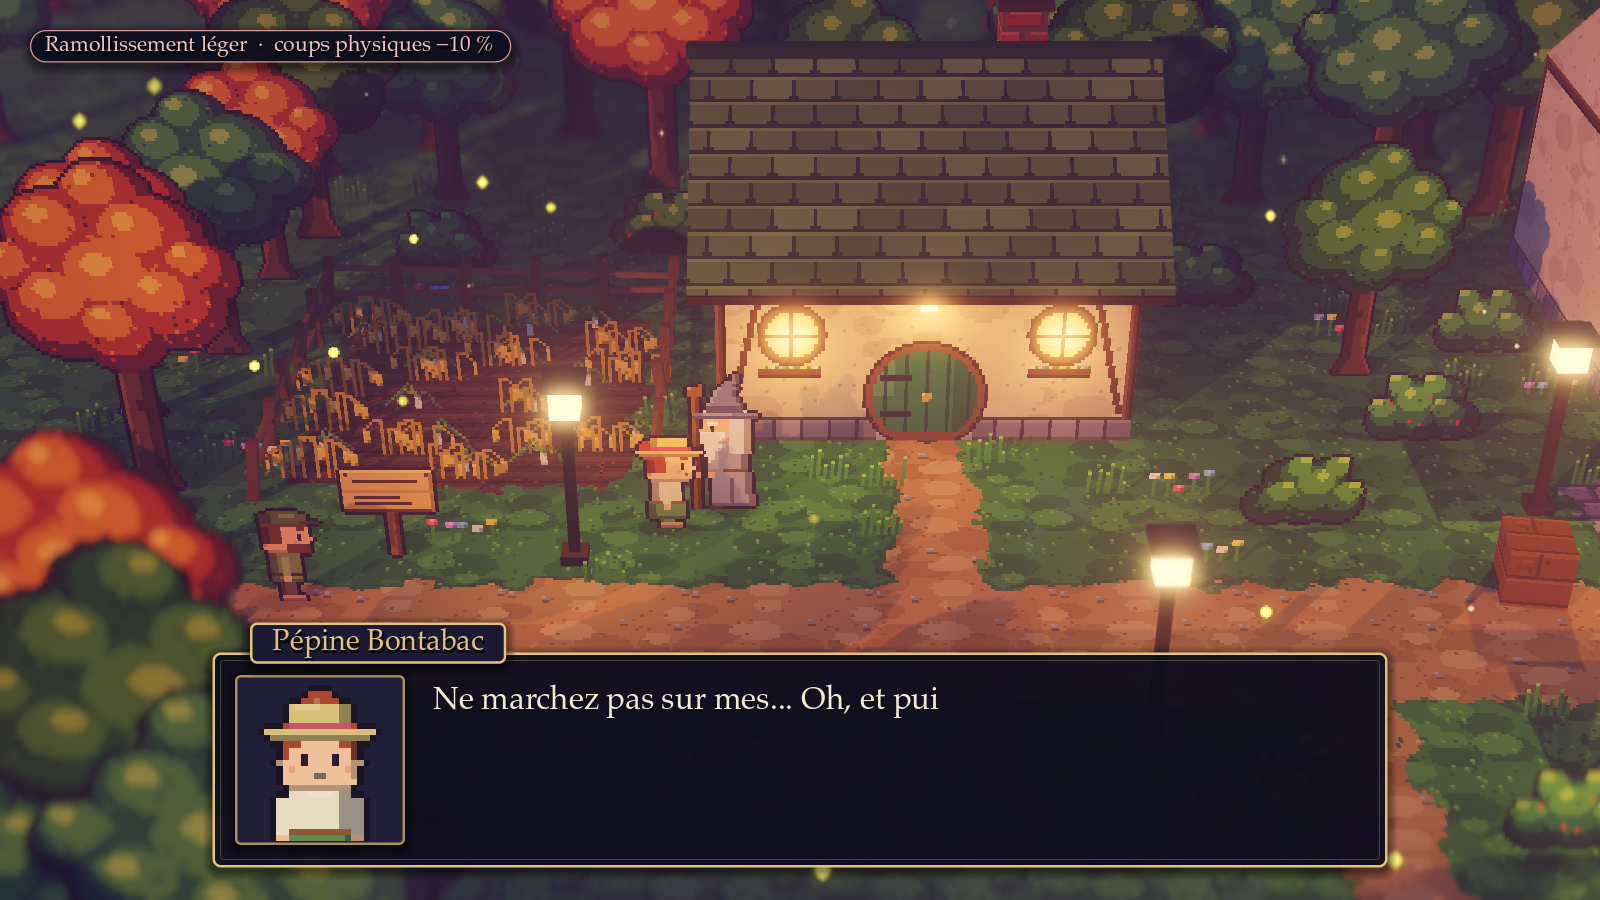 Ramollissement léger · coups physiques −10 %
Pépine Bontabac
Ne marchez pas sur mes... Oh, et pui